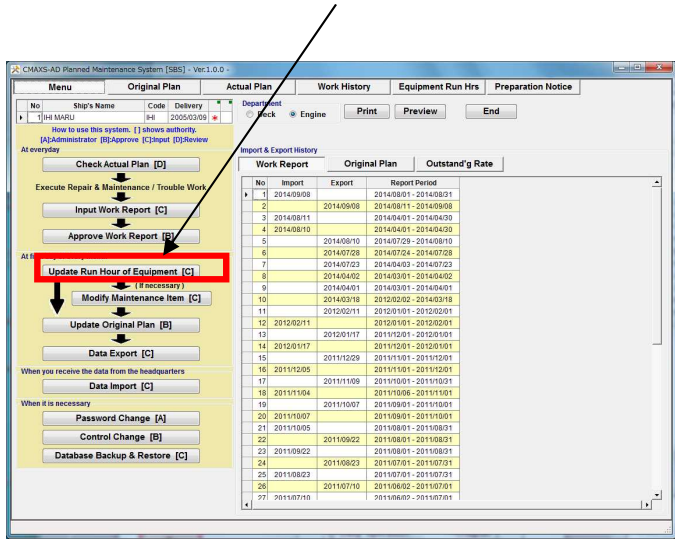 CMAXS-AD Planned Maintenance System [SBS] - Ver.1.0.0 -
Menu Original Plan Actual Plan Work History Equipment Run Hrs Preparation Notice
No Ship's Name Code Delivery
1 IHI MARU IHI 2005/03/09 *
Department
Deck Engine Print Preview End
How to use this system. [ ] shows authority.
[A]:Administrator [B]:Approve [C]:Input [D]:Review
At everyday
Check Actual Plan [D]
Execute Repair & Maintenance / Trouble Work
Input Work Report [C]
Approve Work Report [B]
Update Run Hour of Equipment [C]
( If necessary )
Modify Maintenance Item [C]
Update Original Plan [B]
Data Export [C]
When you receive the data from the headquarters
Data Import [C]
When it is necessary
Password Change [A]
Control Change [B]
Database Backup & Restore [C]
Import & Export History
Work Report Original Plan Outstand'g Rate
No Import Export Report Period
1 2014/09/08 2014/08/01 - 2014/08/31
2 2014/09/08 2014/08/11 - 2014/09/08
3 2014/08/11 2014/04/01 - 2014/04/30
4 2014/08/10 2014/04/01 - 2014/04/30
5 2014/08/10 2014/07/29 - 2014/08/10
6 2014/07/28 2014/07/24 - 2014/07/28
7 2014/07/23 2014/04/03 - 2014/07/23
8 2014/04/02 2014/03/01 - 2014/04/02
9 2014/04/01 2014/03/01 - 2014/04/01
10 2014/03/18 2012/02/02 - 2014/03/18
11 2012/02/11 2012/01/01 - 2012/02/01
12 2012/02/11 2012/01/01 - 2012/02/01
13 2012/01/17 2011/12/01 - 2012/01/01
14 2012/01/17 2011/12/01 - 2012/01/01
15 2011/12/29 2011/11/01 - 2011/12/01
16 2011/12/05 2011/11/01 - 2011/12/01
17 2011/11/09 2011/10/01 - 2011/10/31
18 2011/11/04 2011/10/06 - 2011/11/01
19 2011/10/07 2011/09/01 - 2011/10/01
20 2011/10/07 2011/09/01 - 2011/10/01
21 2011/10/05 2011/08/01 - 2011/08/31
22 2011/09/22 2011/08/01 - 2011/08/31
23 2011/09/22 2011/08/01 - 2011/08/31
24 2011/08/23 2011/07/01 - 2011/07/31
25 2011/08/23 2011/07/01 - 2011/07/31
26 2011/07/10 2011/06/02 - 2011/07/01
27 2011/07/10 2011/06/02 - 2011/07/01